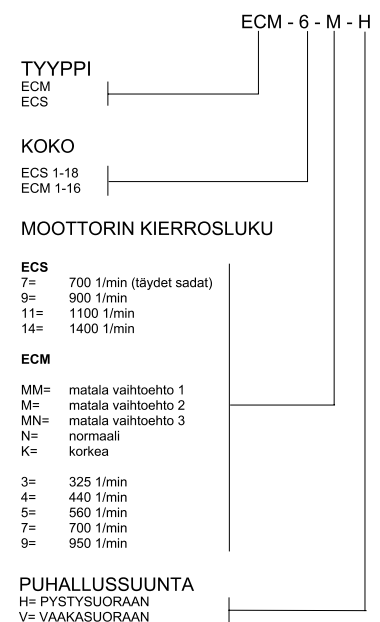 ECM - 6 - M - H
TYYPPI
ECM
ECS
KOKO
ECS 1-18
ECM 1-16
MOOTTORIN KIERROSLUKU
ECS
7= 700 1/min (täydet sadat)
9= 900 1/min
11= 1100 1/min
14= 1400 1/min
ECM
MM= matala vaihtoehto 1
M= matala vaihtoehto 2
MN= matala vaihtoehto 3
N= normaali
K= korkea
3= 325 1/min
4= 440 1/min
5= 560 1/min
7= 700 1/min
9= 950 1/min
PUHALLUSSUUNTA
H= PYSTYSUORAAN
V= VAAKASUORAAN